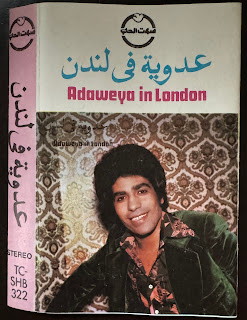 صوت الحب
عدوية فى لندن
Adaweya in London
Adaweya in London
عدوية فى لندن
STEREO
TC-
SHB
322